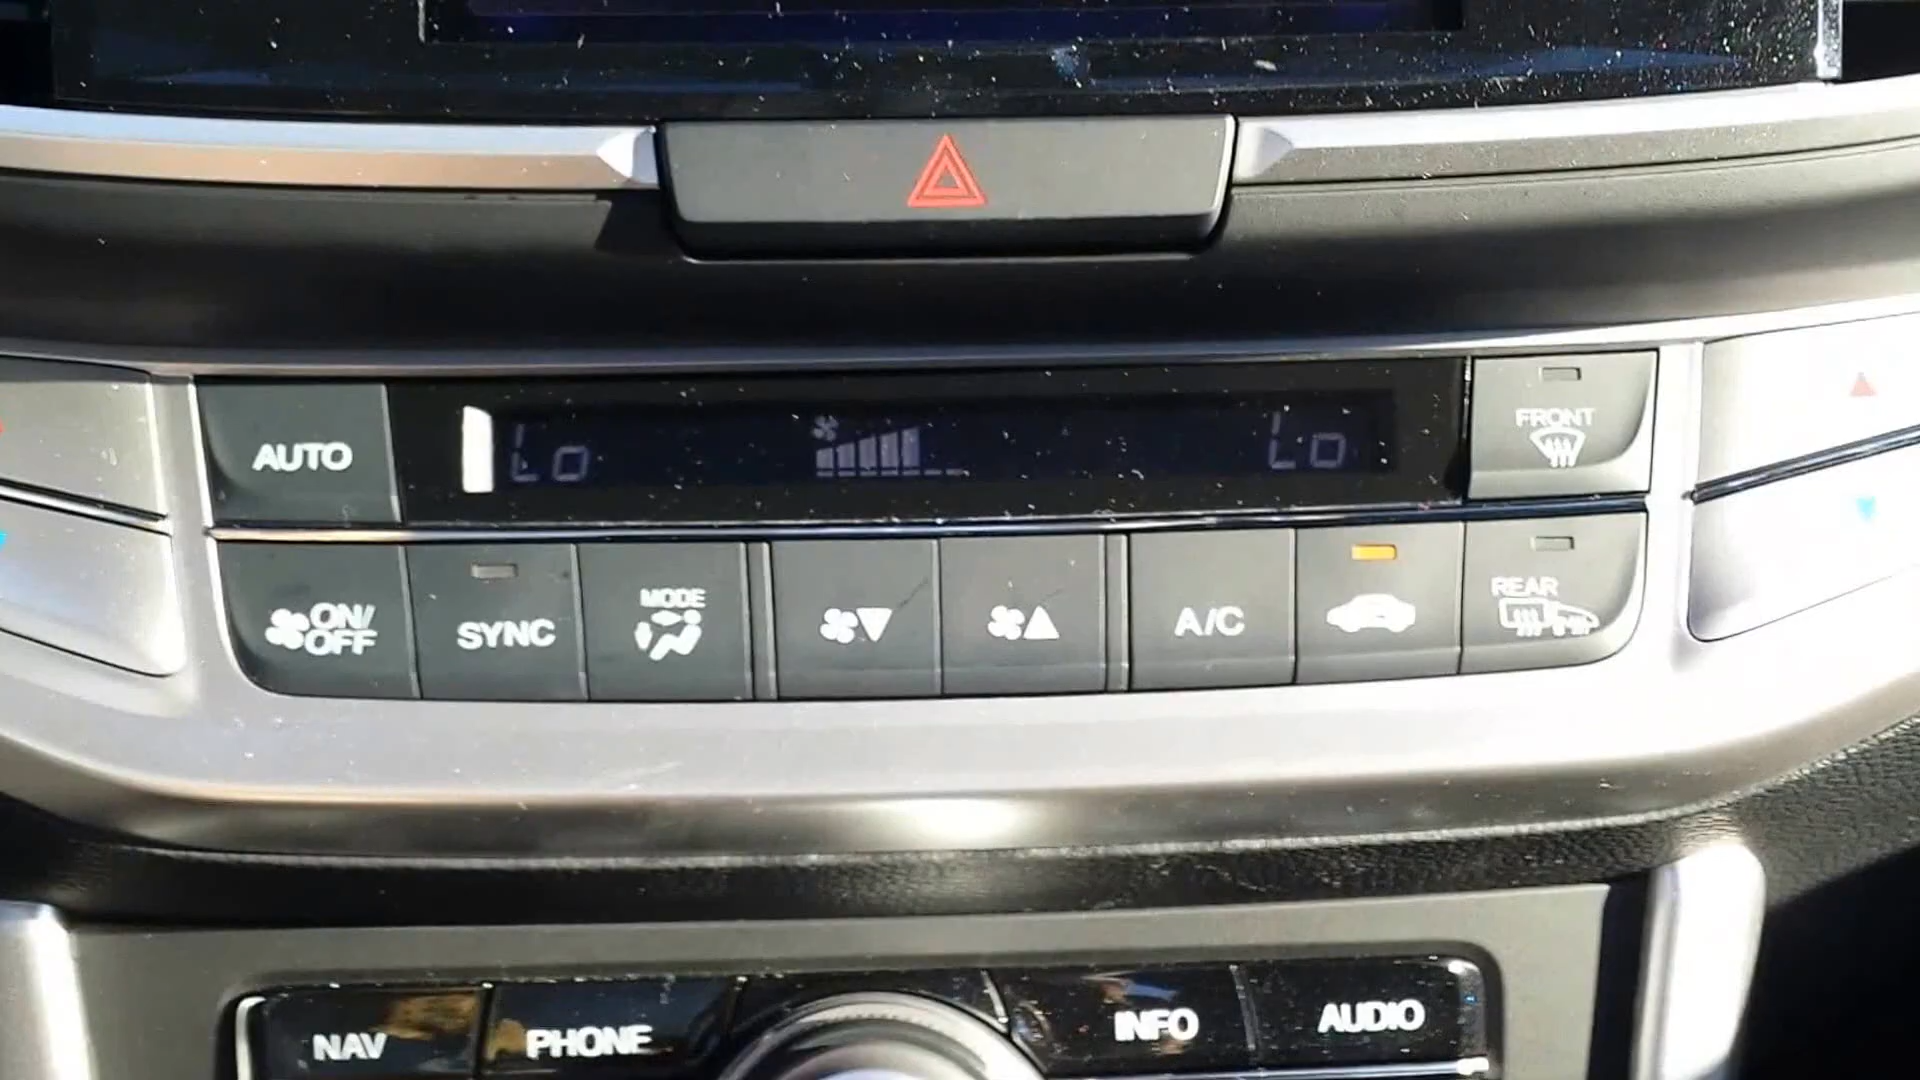 AUTO
Lo
Lo
FRONT
ON/
OFF
SYNC
MODE
A/C
REAR
NAV
PHONE
INFO
AUDIO